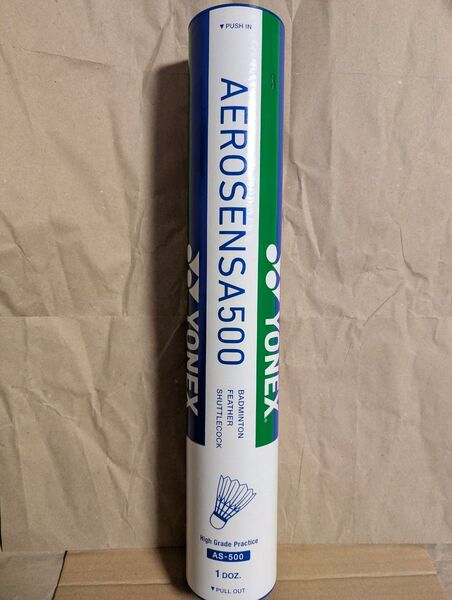 ▼PUSH IN
AEROSENSA500
YONEX
YONEX
BADMINTON
FEATHER
SHUTTLECOCK
High Grade Practice
AS-500
1 DOZ.
▼PULL OUT